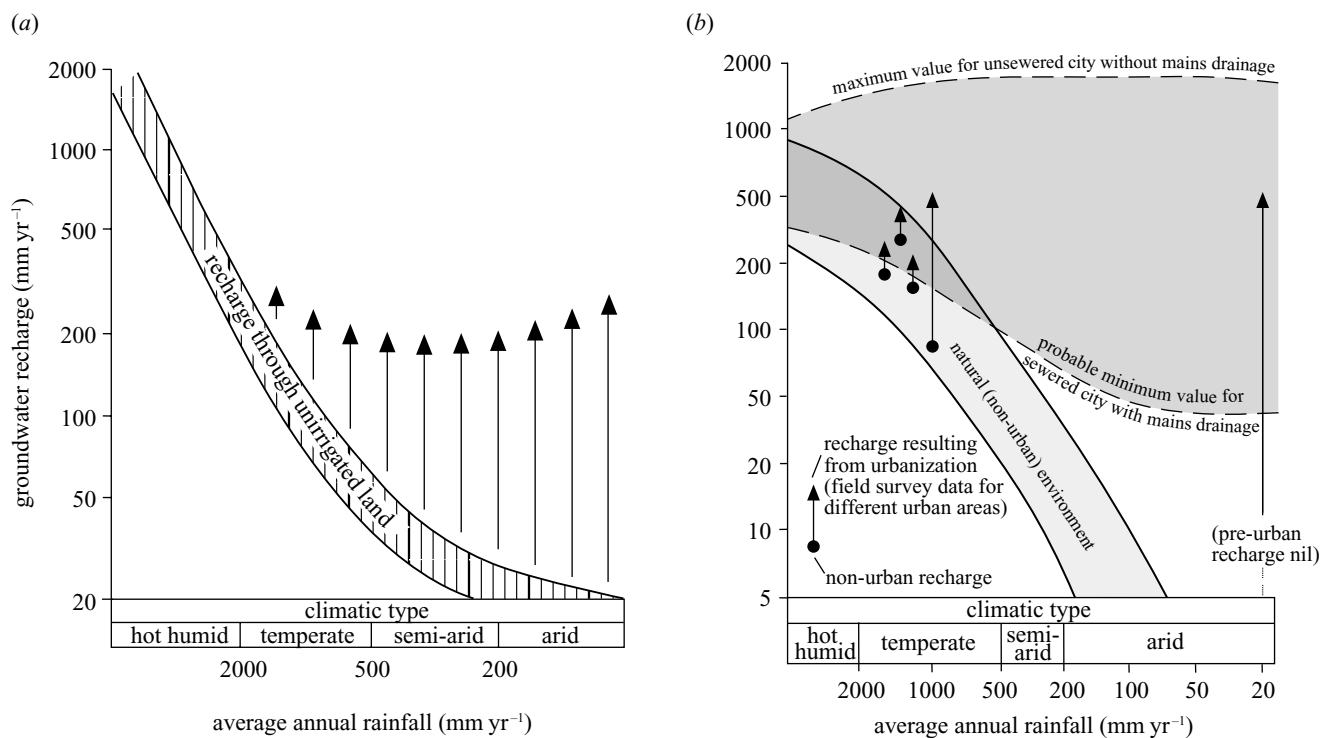 (a)
2000
1000
500
200
100
50
20
groundwater recharge (mm yr⁻¹)
recharge through unirrigated land
climatic type
hot humid
temperate
semi-arid
arid
2000
500
200
average annual rainfall (mm yr⁻¹)
(b)
2000
1000
500
200
100
50
20
10
5
maximum value for unsewered city without mains drainage
probable minimum value for
sewered city with mains drainage
natural (non-urban) environment
recharge resulting
from urbanization
(field survey data for
different urban areas)
non-urban recharge
(pre-urban
recharge nil)
climatic type
hot
humid
temperate
semi-
arid
arid
2000
1000
500
200
100
50
20
average annual rainfall (mm yr⁻¹)